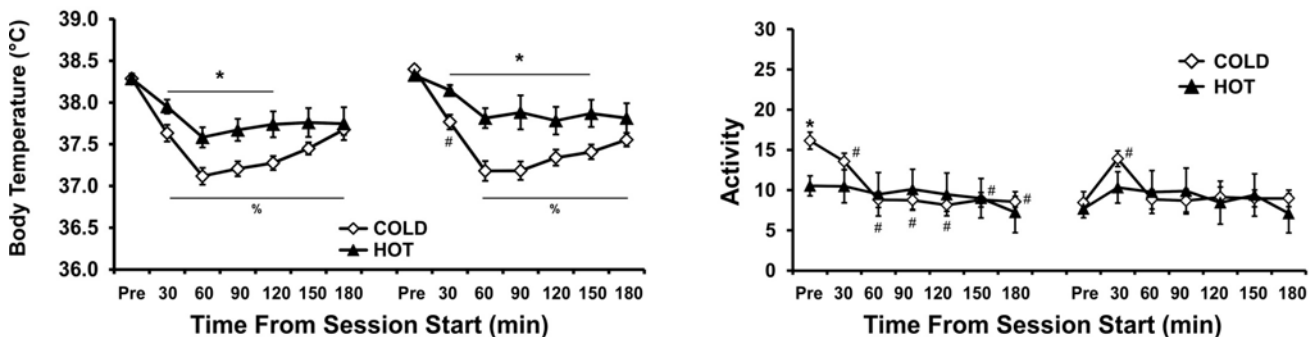 Body Temperature (°C)
39.0
38.5
38.0
37.5
37.0
36.5
36.0
*
*
#
%
%
COLD
HOT
Pre 30 60 90 120 150 180 Pre 30 60 90 120 150 180
Time From Session Start (min)
Activity
30
25
20
15
10
5
0
COLD
HOT
*
#
#
#
#
#
#
#
Pre 30 60 90 120 150 180 Pre 30 60 90 120 150 180
Time From Session Start (min)